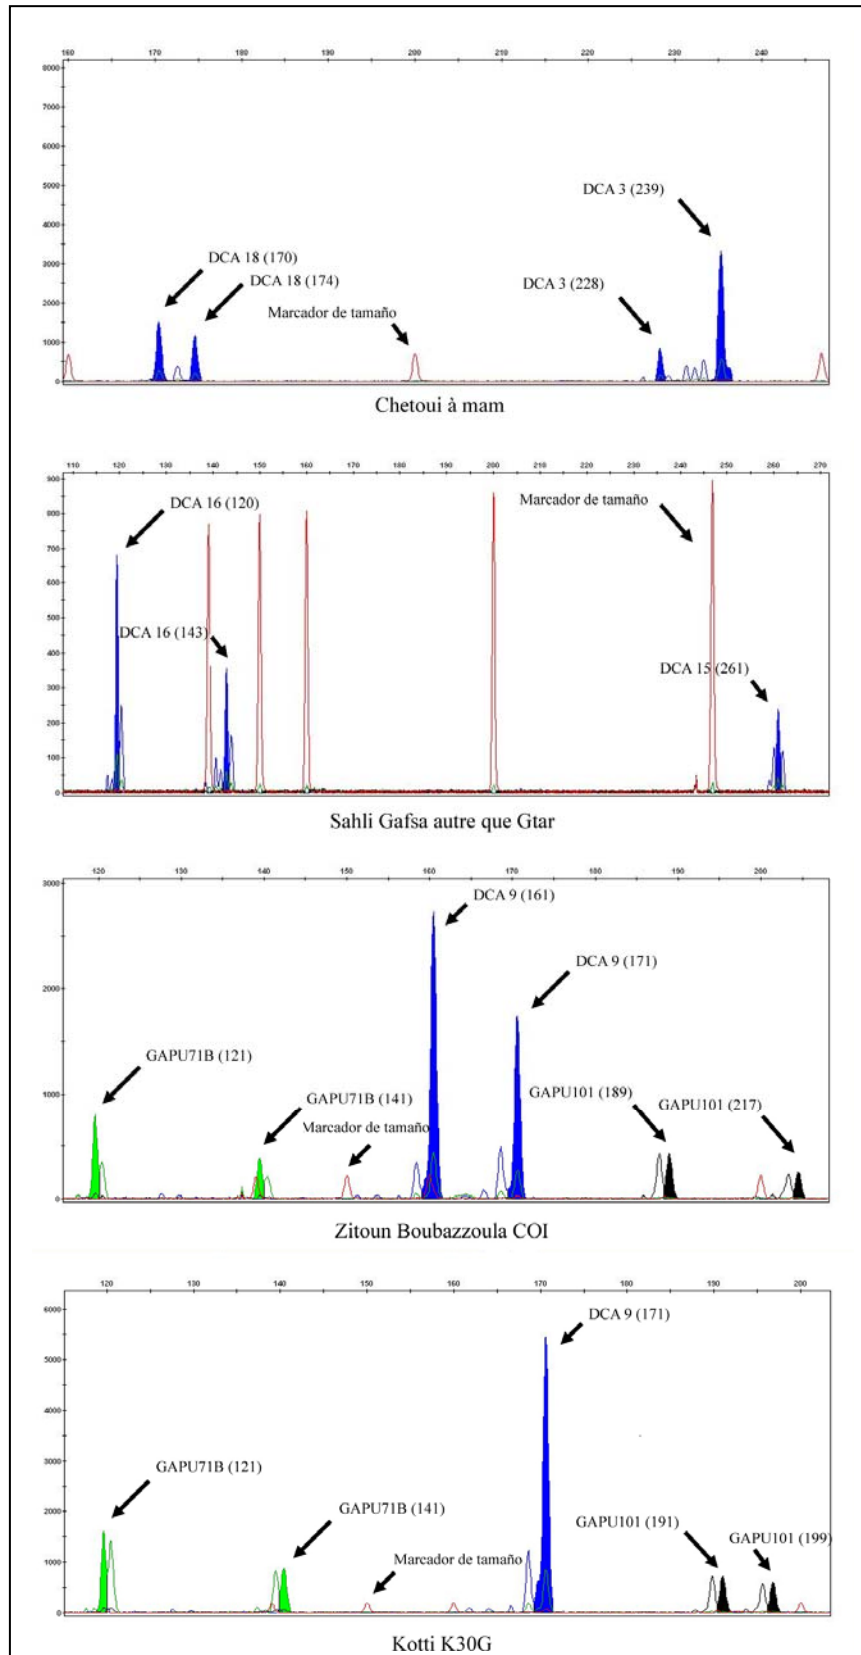 160 170 180 190 200 210 220 230 240
8000
7000
6000
5000
DCA 3 (239)
4000
3000
DCA 18 (170)
DCA 18 (174)
DCA 3 (228)
2000
Marcador de tamaño
1000
0
Chetoui à mam
110 120 130 140 150 160 170 180 190 200 210 220 230 240 250 260 270
900
DCA 16 (120)
Marcador de tamaño
800
700
600
500
DCA 16 (143)
400
DCA 15 (261)
300
200
100
0
Sahli Gafsa autre que Gtar
120 130 140 150 160 170 180 190 200
3000
DCA 9 (161)
DCA 9 (171)
2000
GAPU71B (121)
GAPU71B (141)
GAPU101 (189)
GAPU101 (217)
1000
Marcador de tamaño
0
Zitoun Boubazzoula COI
120 130 140 150 160 170 180 190 200
6000
DCA 9 (171)
5000
4000
3000
GAPU71B (121)
GAPU71B (141)
GAPU101 (191)
2000
GAPU101 (199)
Marcador de tamaño
1000
0
Kotti K30G